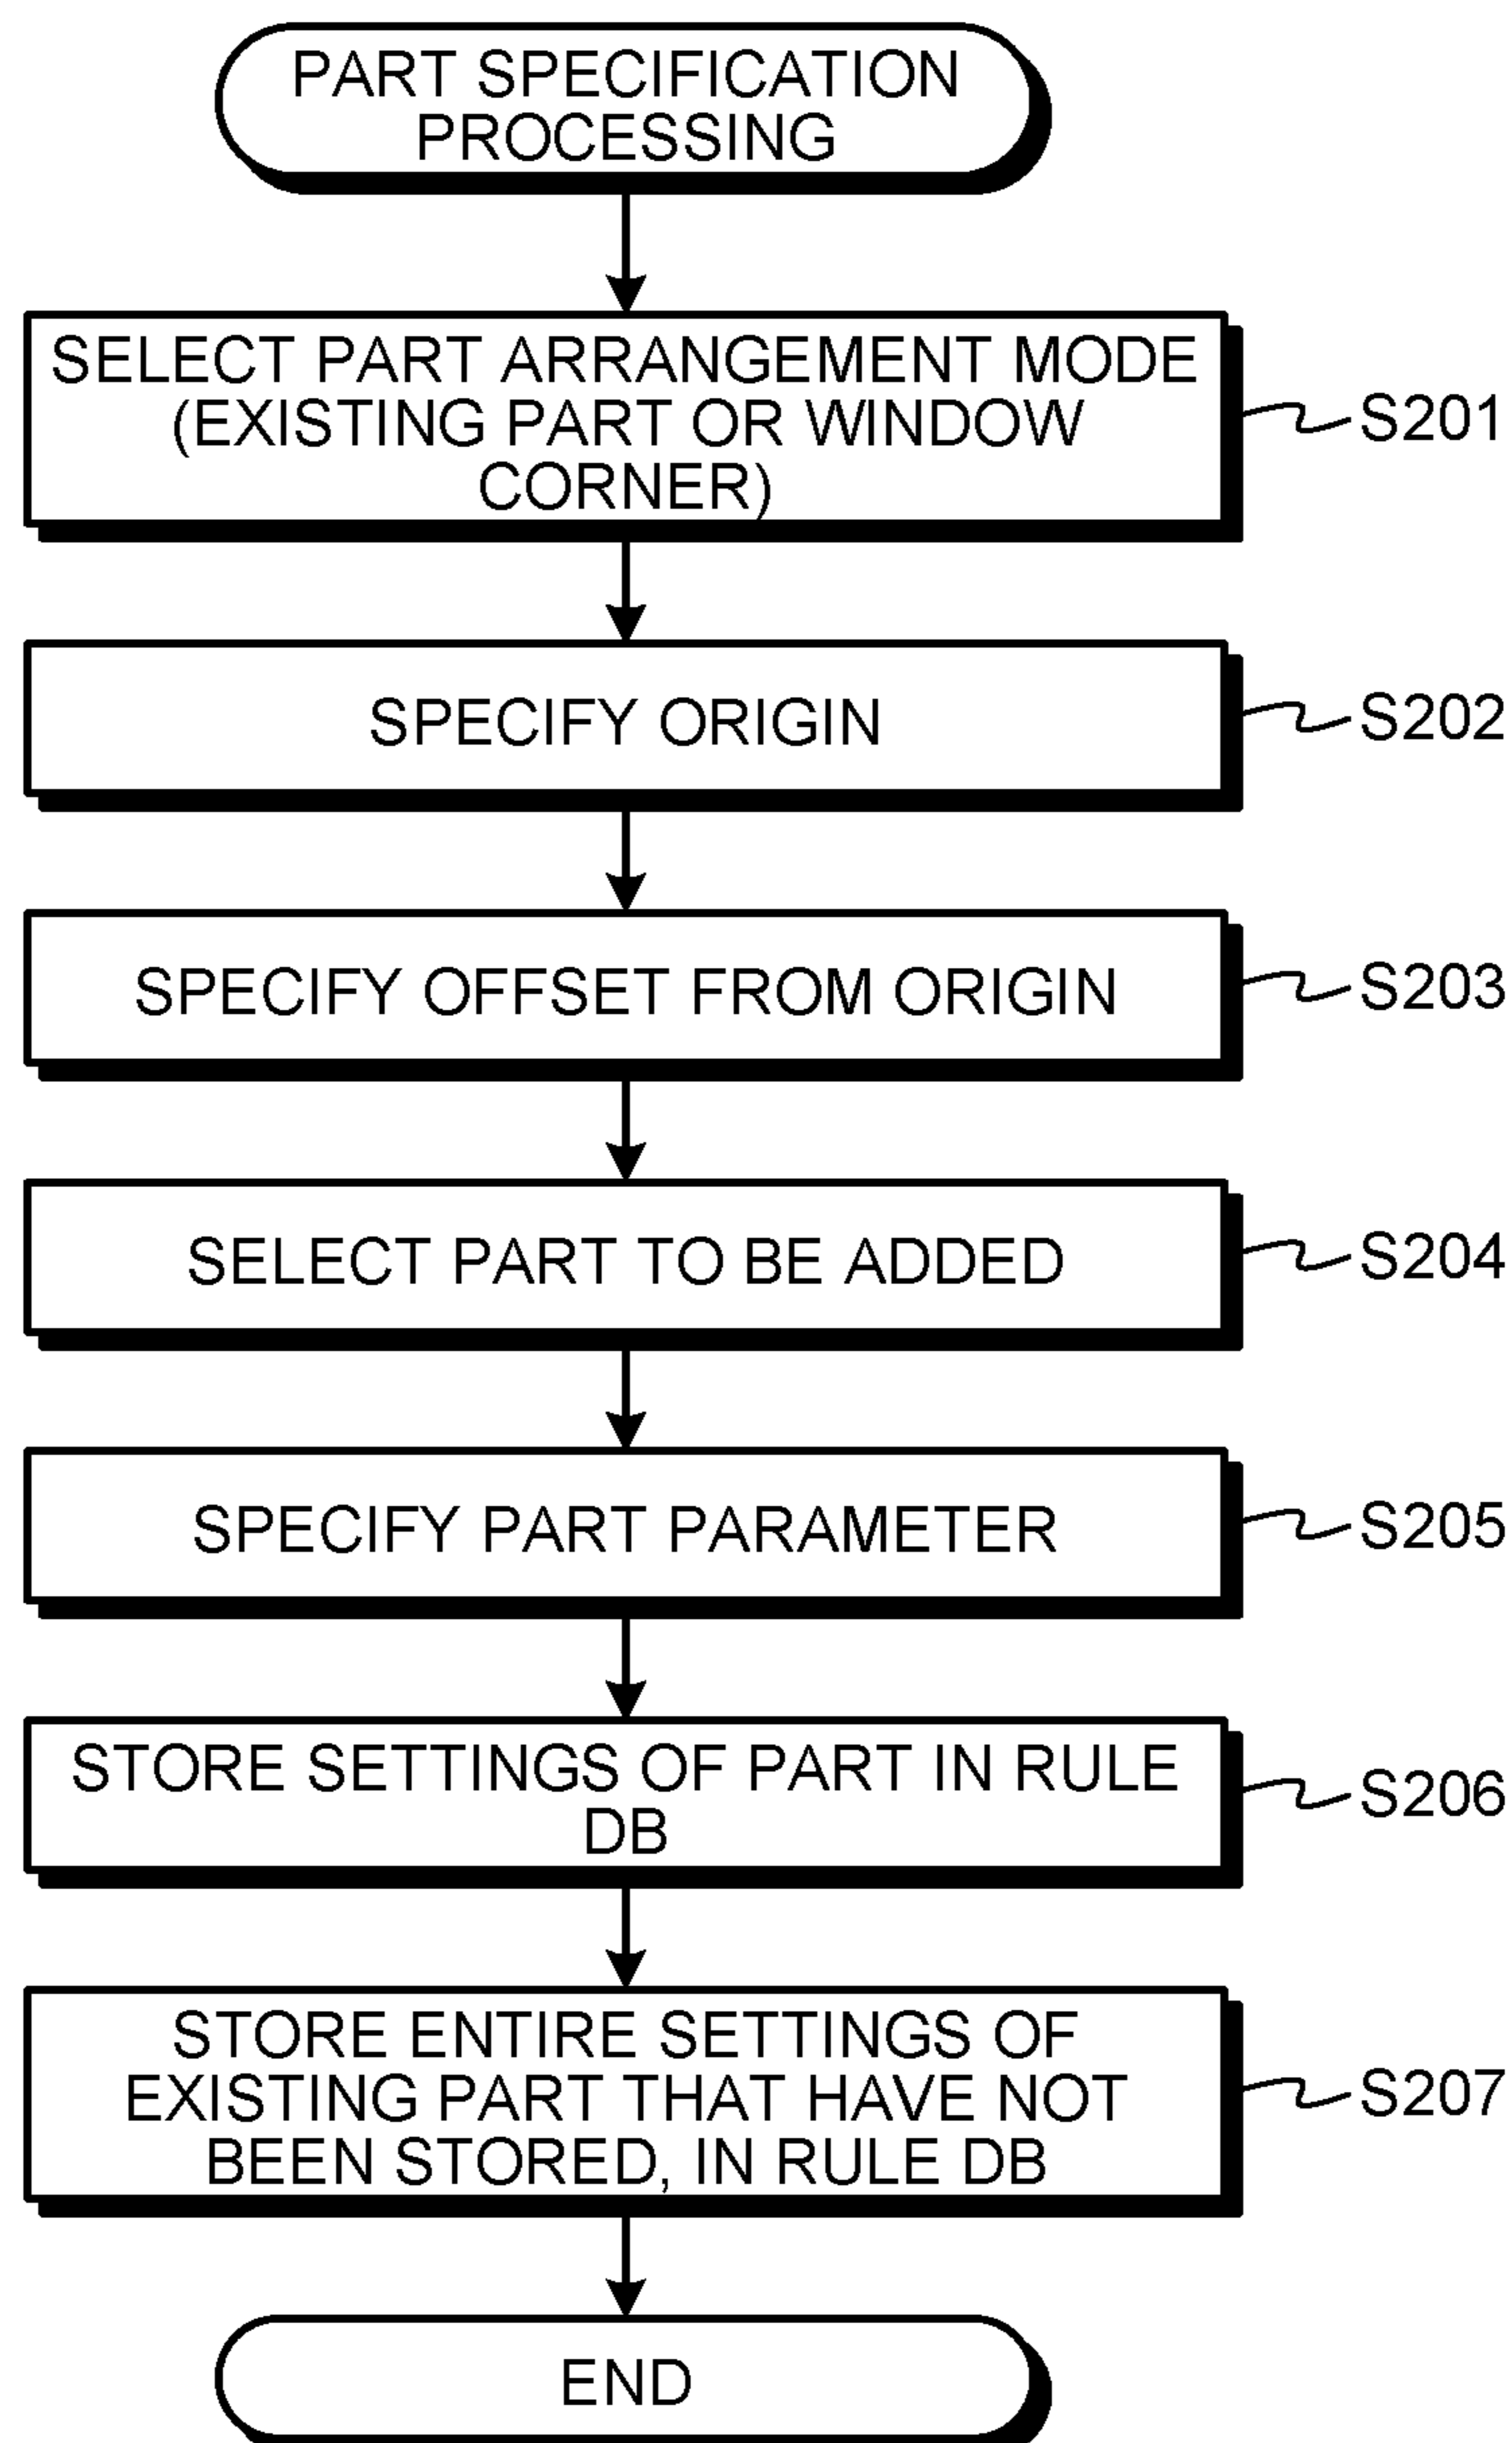 PART SPECIFICATION
PROCESSING
SELECT PART ARRANGEMENT MODE
(EXISTING PART OR WINDOW
CORNER)
S201
SPECIFY ORIGIN
S202
SPECIFY OFFSET FROM ORIGIN
S203
SELECT PART TO BE ADDED
S204
SPECIFY PART PARAMETER
S205
STORE SETTINGS OF PART IN RULE
DB
S206
STORE ENTIRE SETTINGS OF
EXISTING PART THAT HAVE NOT
BEEN STORED, IN RULE DB
S207
END